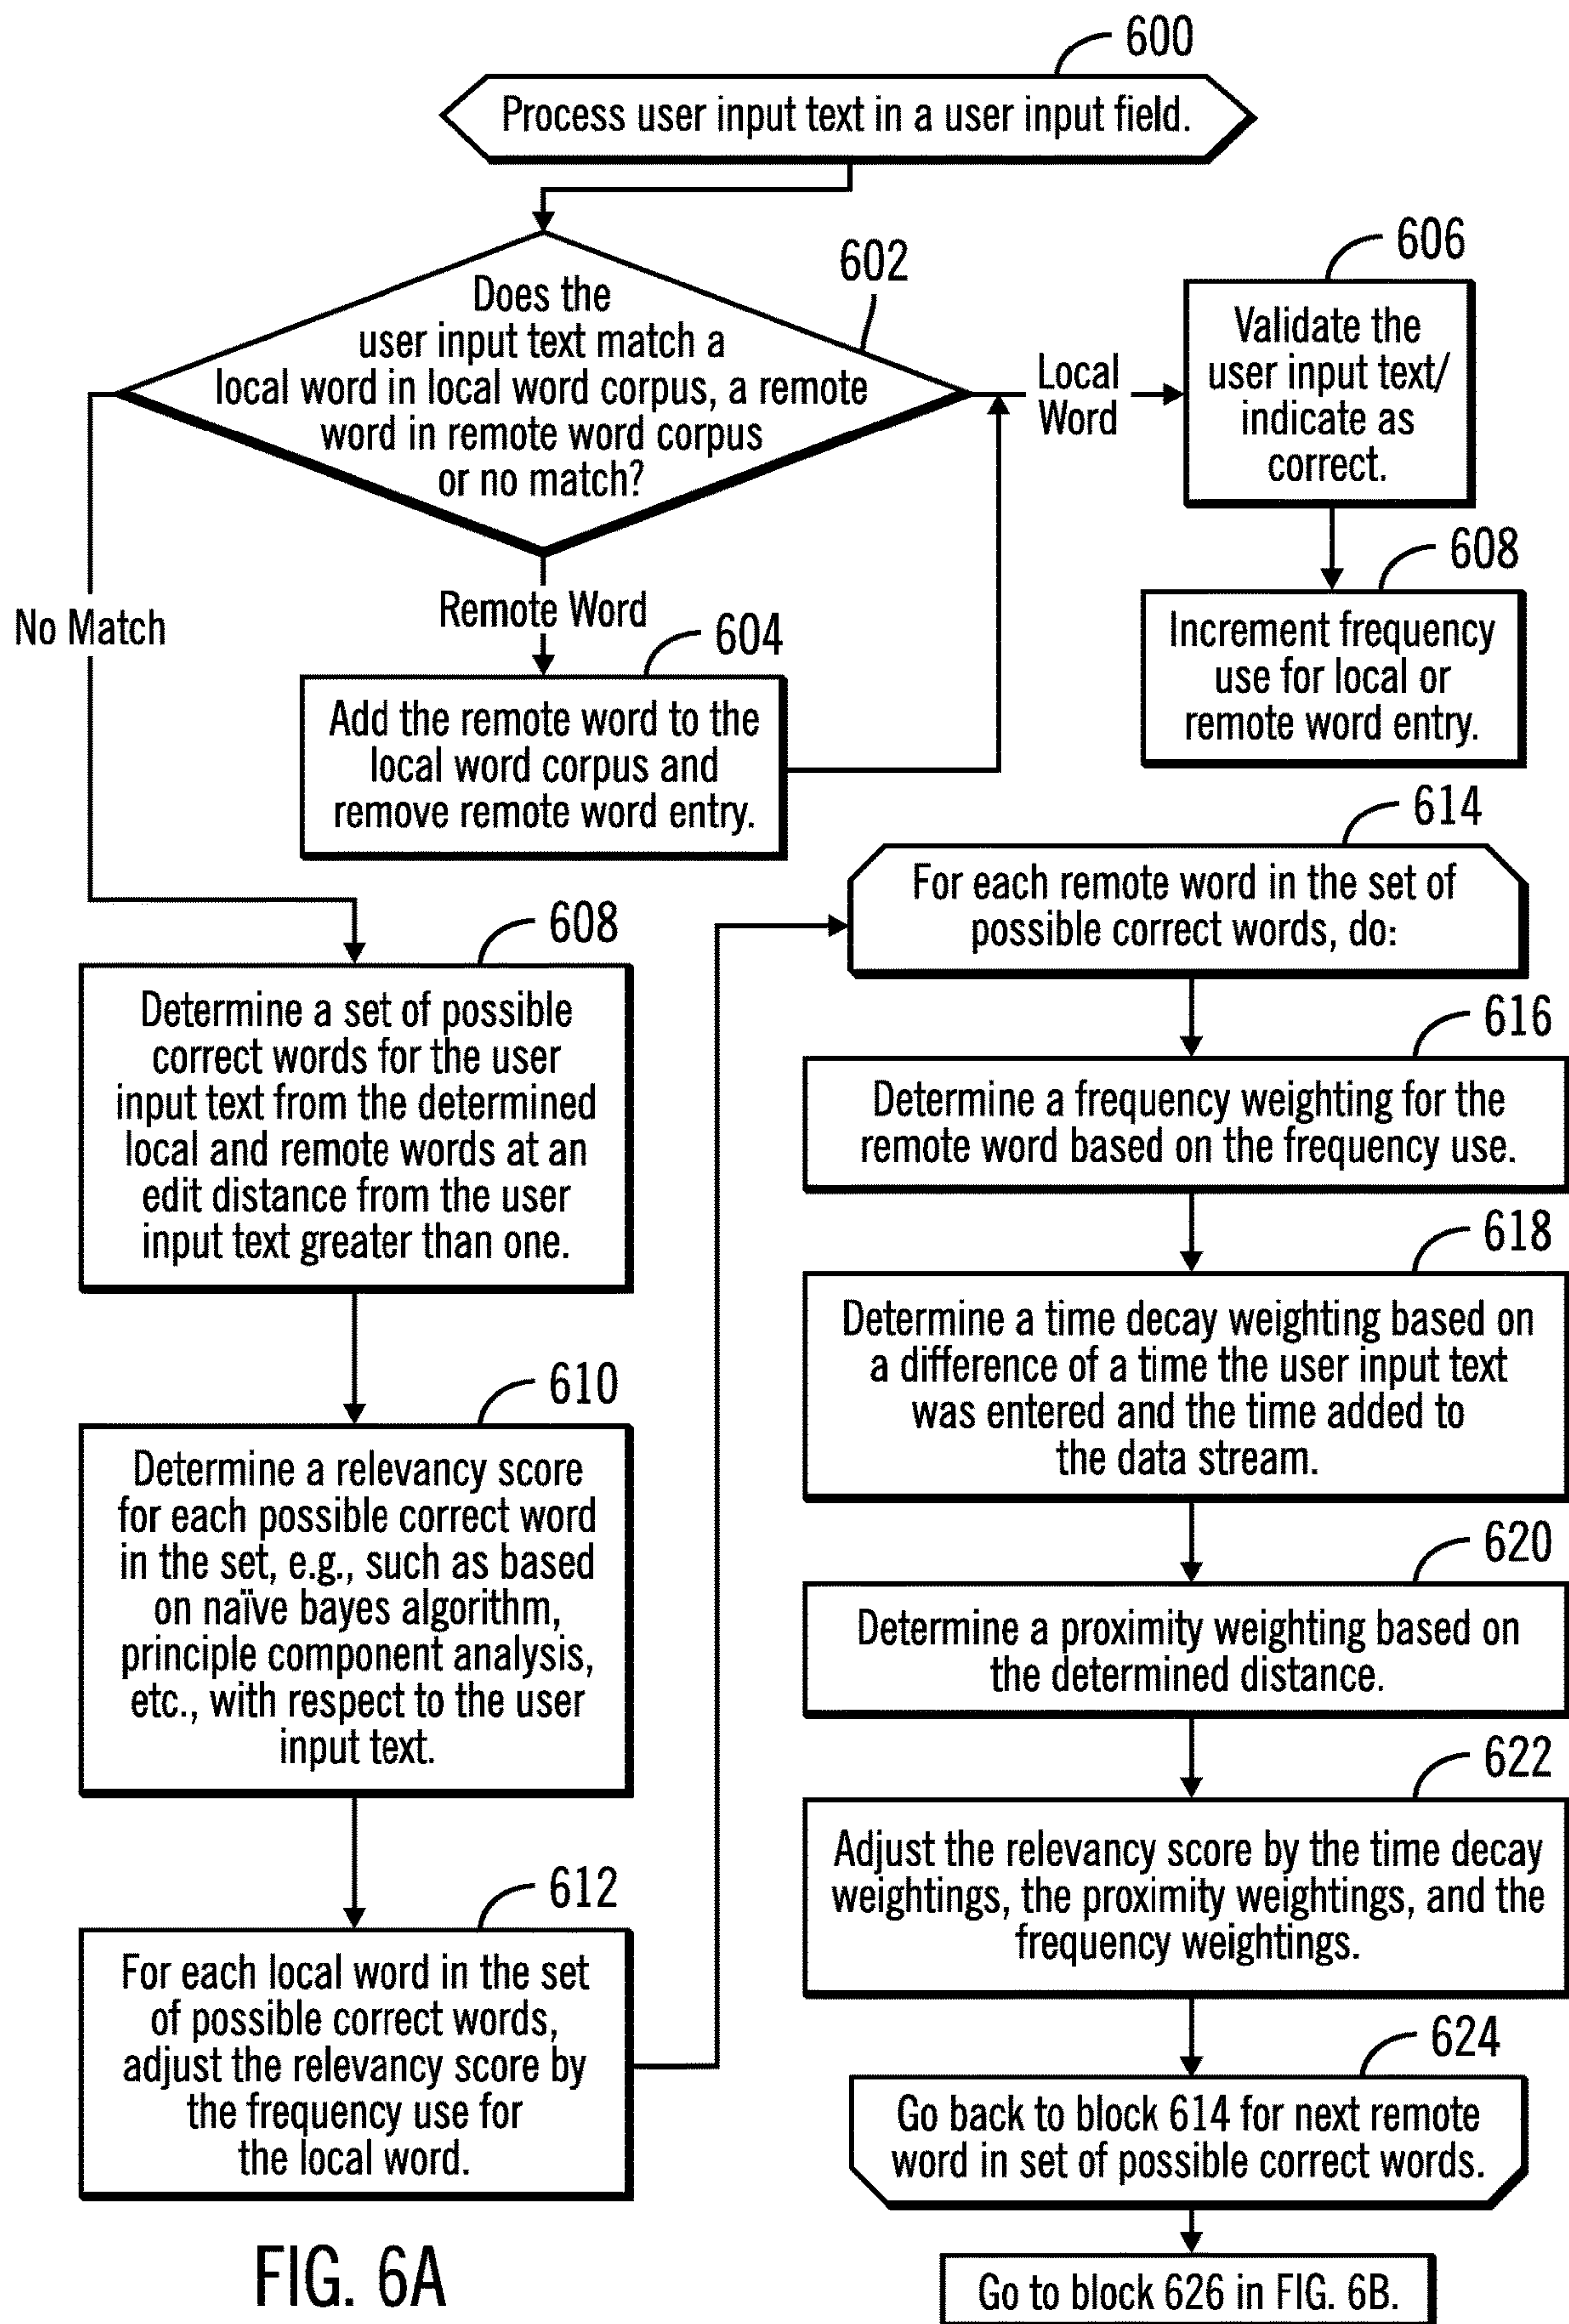 600
Process user input text in a user input field.
602
Does the
user input text match a
local word in local word corpus, a remote
word in remote word corpus
or no match?
Local
Word
606
Validate the
user input text/
indicate as
correct.
608
Increment frequency
use for local or
remote word entry.
No Match
Remote Word
604
Add the remote word to the
local word corpus and
remove remote word entry.
608
Determine a set of possible
correct words for the user
input text from the determined
local and remote words at an
edit distance from the user
input text greater than one.
610
Determine a relevancy score
for each possible correct word
in the set, e.g., such as based
on naïve bayes algorithm,
principle component analysis,
etc., with respect to the user
input text.
612
For each local word in the set
of possible correct words,
adjust the relevancy score by
the frequency use for
the local word.
614
For each remote word in the set of
possible correct words, do:
616
Determine a frequency weighting for the
remote word based on the frequency use.
618
Determine a time decay weighting based on
a difference of a time the user input text
was entered and the time added to
the data stream.
620
Determine a proximity weighting based on
the determined distance.
622
Adjust the relevancy score by the time decay
weightings, the proximity weightings, and the
frequency weightings.
624
Go back to block 614 for next remote
word in set of possible correct words.
Go to block 626 in FIG. 6B.
FIG. 6A